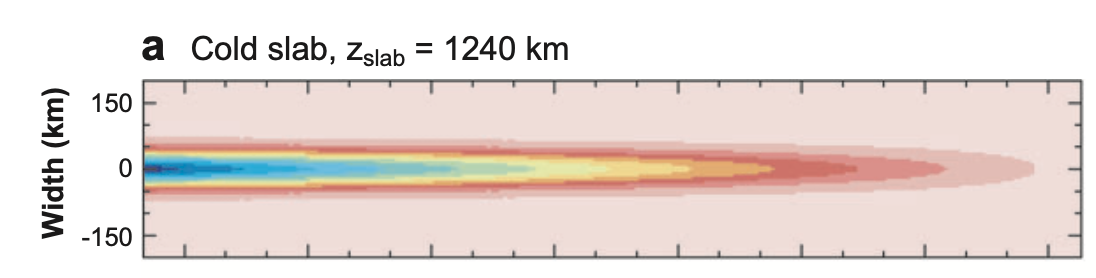 a Cold slab, zslab = 1240 km
Width (km)
150
0
-150